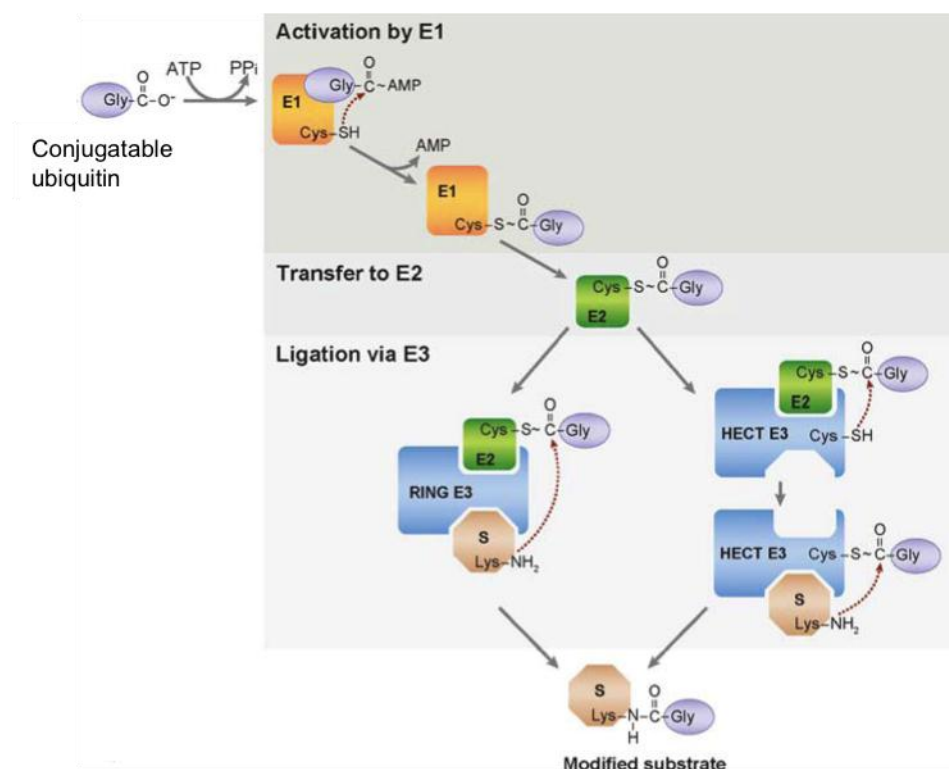 Activation by E1
ATP PPi
Gly–C–O⁻
O
Conjugatable
ubiquitin
E1
Gly–C~AMP
O
Cys–SH
AMP
E1
Cys–S~C–Gly
O
Transfer to E2
Cys–S~C–Gly
O
E2
Ligation via E3
Cys–S~C–Gly
O
E2
RING E3
S
Lys–NH₂
Cys–S~C–Gly
O
E2
HECT E3 Cys–SH
HECT E3 Cys–S~C–Gly
O
S
Lys–NH₂
S
O
Lys–N–C–Gly
H
Modified substrate